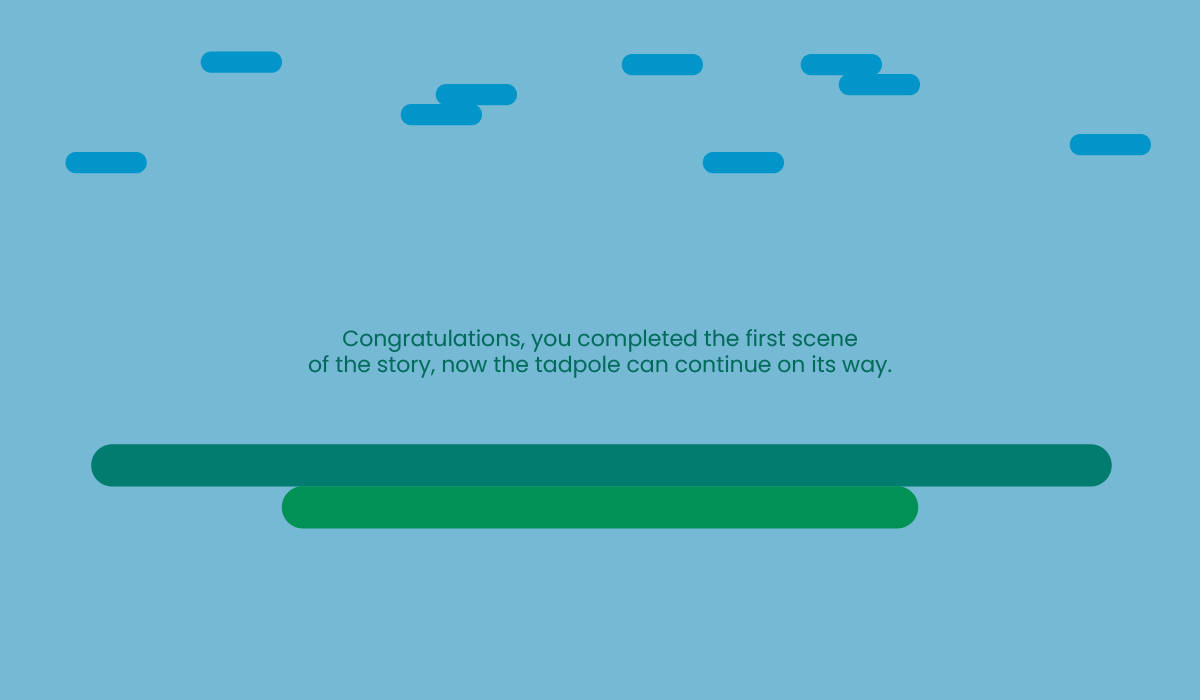 Congratulations, you completed the first scene
of the story, now the tadpole can continue on its way.